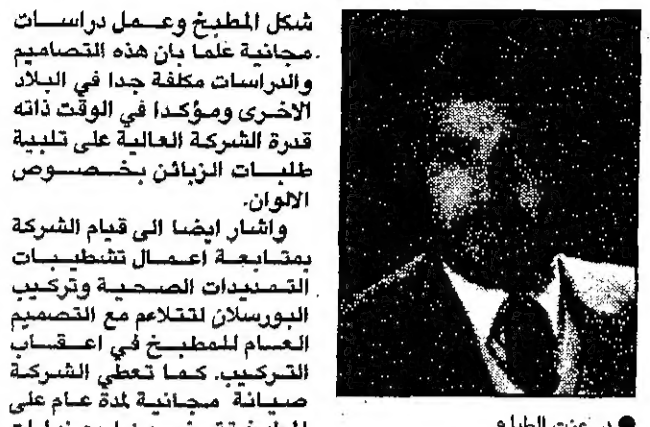 شكل المطبخ وعمل دراسات
مجانية علما بان هذه التصاميم
والدراسات مكلفة جدا في البلاد
الاخرى ومؤكدا في الوقت ذاته
قدرة الشركة العالية على تلبية
طلبات الزبائن بخصوص
الالوان.
واشار ايضا الى قيام الشركة
بمتابعة اعمال تشطيبات
التمديدات الصحية وتركيب
البورسلان لتتلاءم مع التصميم
العام للمطبخ في اعقاب
التركيب. كما تعطي الشركة
صيانة مجانية لمدة عام على
● د. عزت